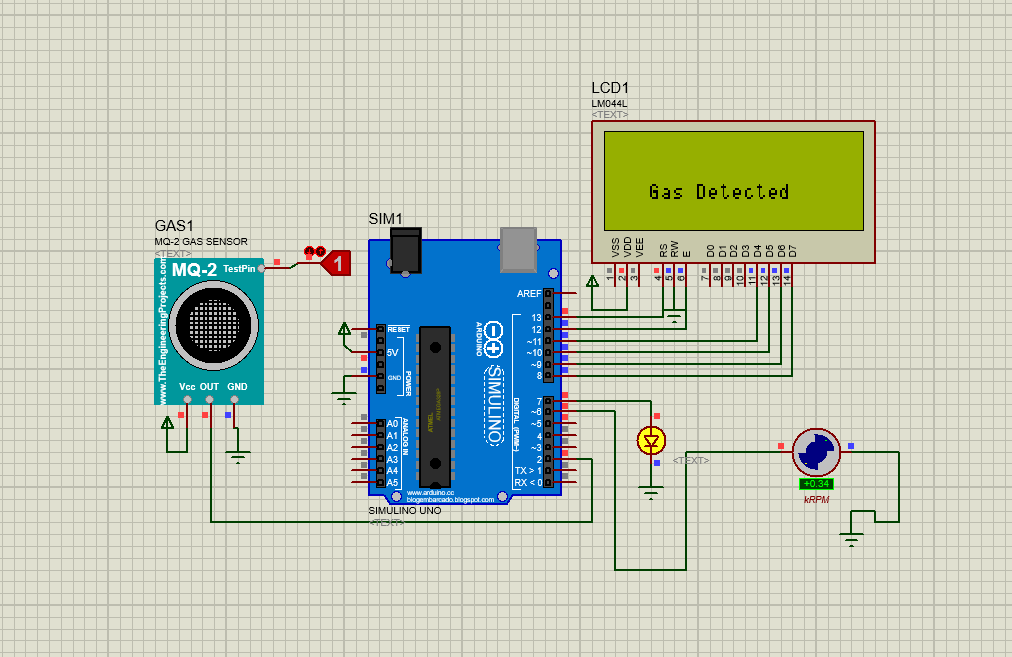 LCD1
LM044L
<TEXT>
Gas Detected
VSS VDD VEE RS RW E D0 D1 D2 D3 D4 D5 D6 D7
1 2 3 4 5 6 7 8 9 10 11 12 13 14
GAS1
MQ-2 GAS SENSOR
<TEXT>
MQ-2 TestPin
1
www.TheEngineeringProjects.com
Vcc OUT GND
SIM1
AREF
13
12
~11
~10
~9
8
RESET
5V
GND
POWER
ARDUINO
SIMULINO
ATMEL
DIGITAL (PWM~)
7
~6
~5
4
~3
2
TX > 1
RX < 0
A0
A1
A2
A3
A4
A5
ANALOG IN
www.arduino.cc
blogembarcado.blogspot.com
SIMULINO UNO
<TEXT>
<TEXT>
+0.34
kRPM